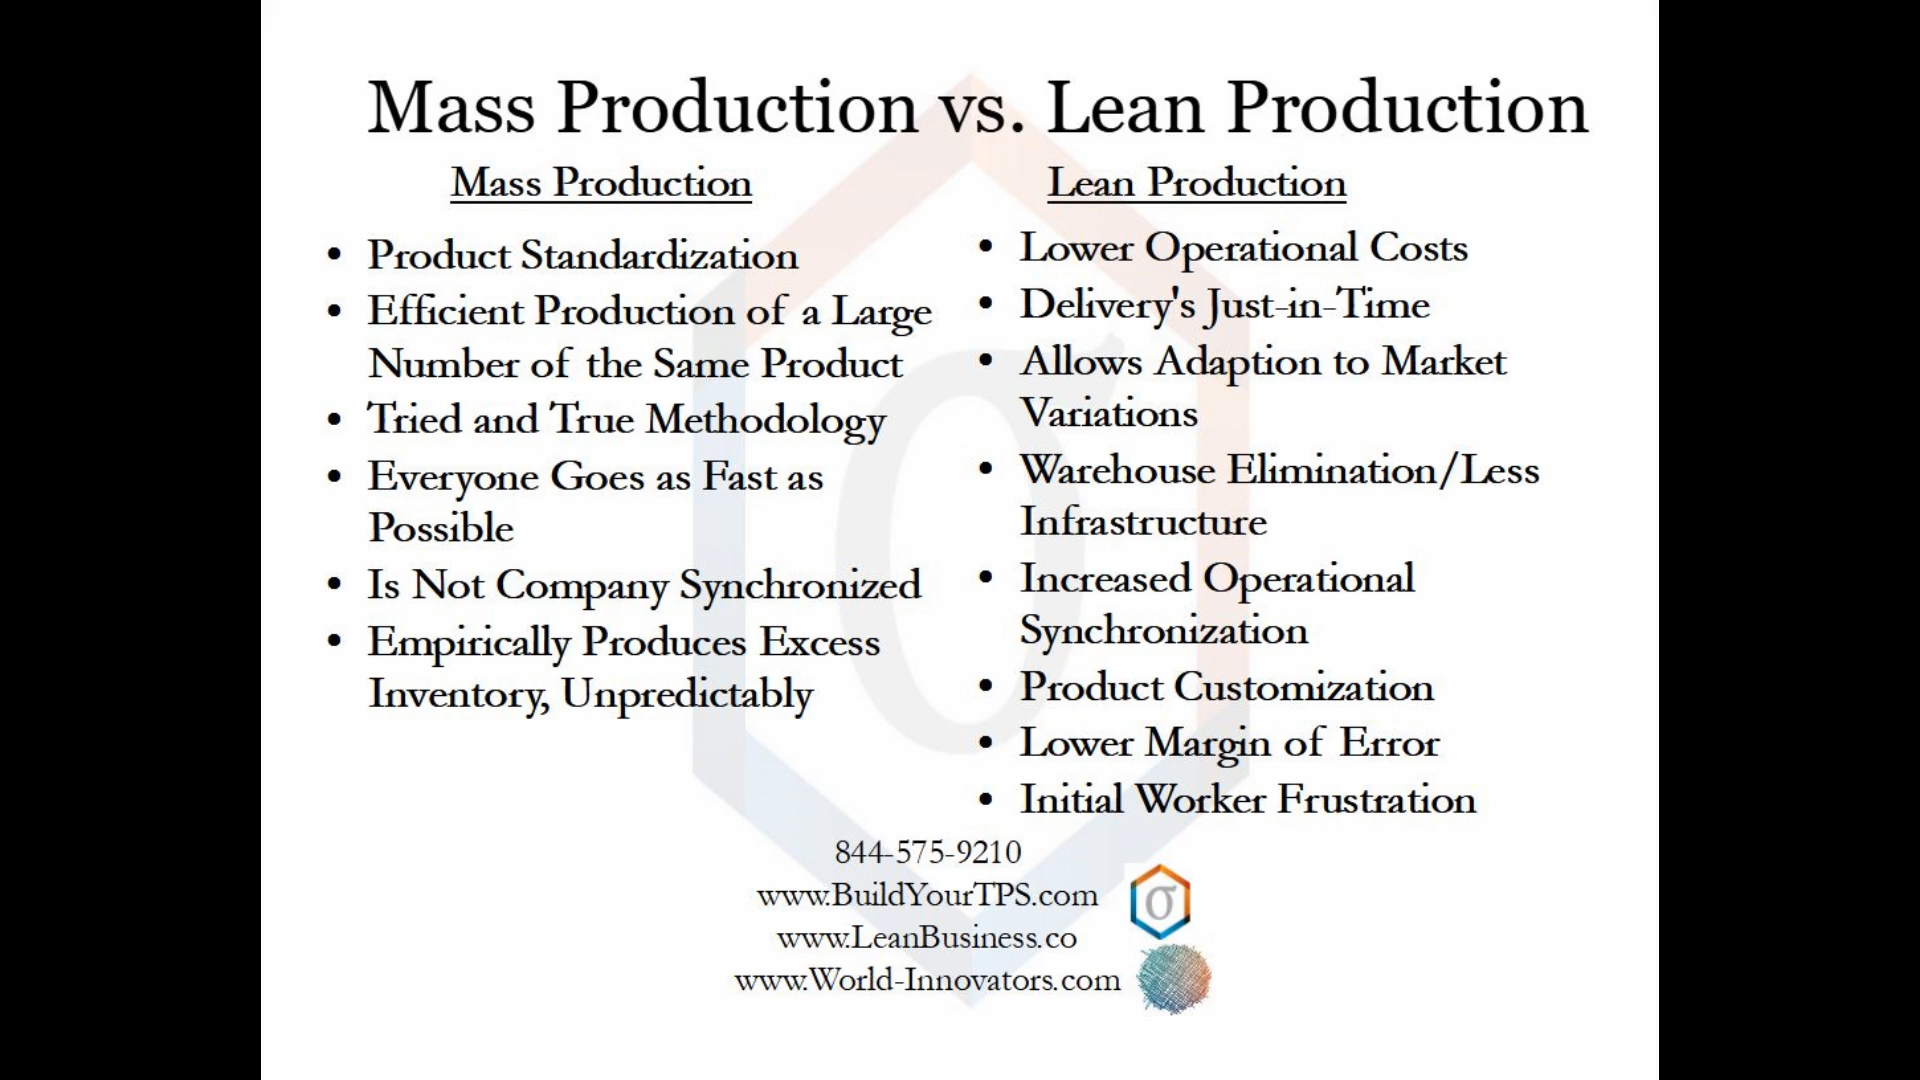 Mass Production vs. Lean Production
Mass Production
• Product Standardization
• Efficient Production of a Large
Number of the Same Product
• Tried and True Methodology
• Everyone Goes as Fast as
Possible
• Is Not Company Synchronized
• Empirically Produces Excess
Inventory, Unpredictably
Lean Production
• Lower Operational Costs
• Delivery's Just-in-Time
• Allows Adaption to Market
Variations
• Warehouse Elimination/Less
Infrastructure
• Increased Operational
Synchronization
• Product Customization
• Lower Margin of Error
• Initial Worker Frustration
844-575-9210
www.BuildYourTPS.com
www.LeanBusiness.co
www.World-Innovators.com
σ